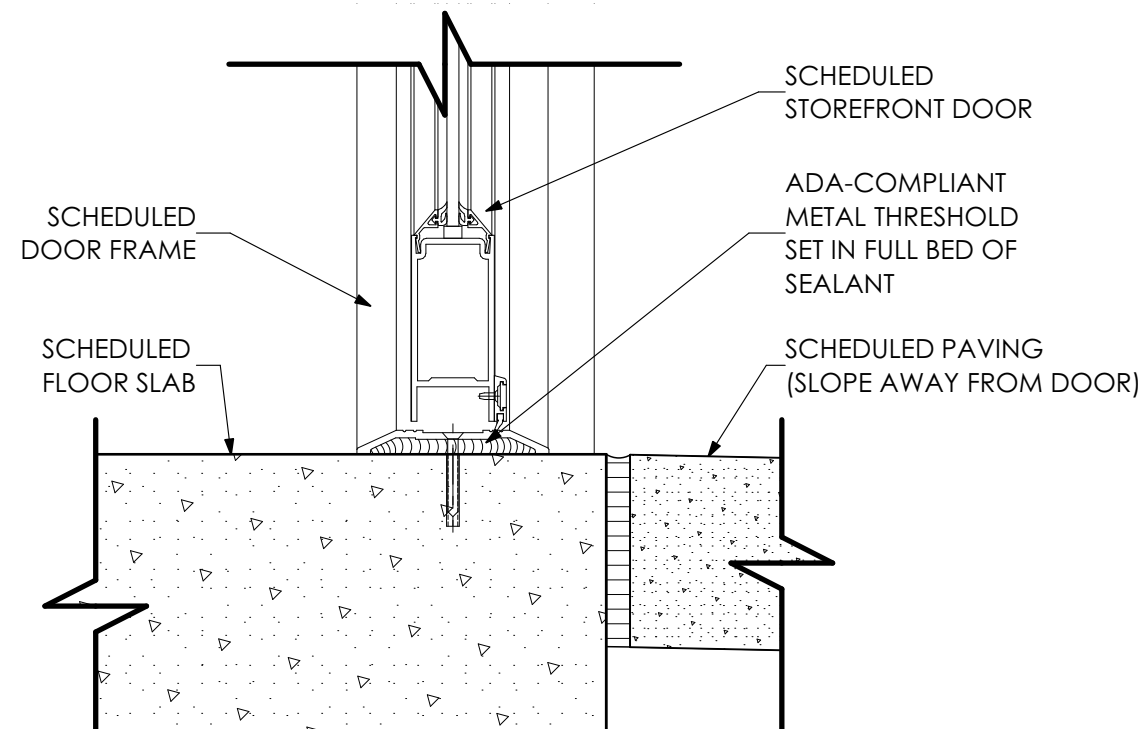 SCHEDULED
STOREFRONT DOOR
ADA-COMPLIANT
METAL THRESHOLD
SET IN FULL BED OF
SEALANT
SCHEDULED
DOOR FRAME
SCHEDULED
FLOOR SLAB
SCHEDULED PAVING
(SLOPE AWAY FROM DOOR)